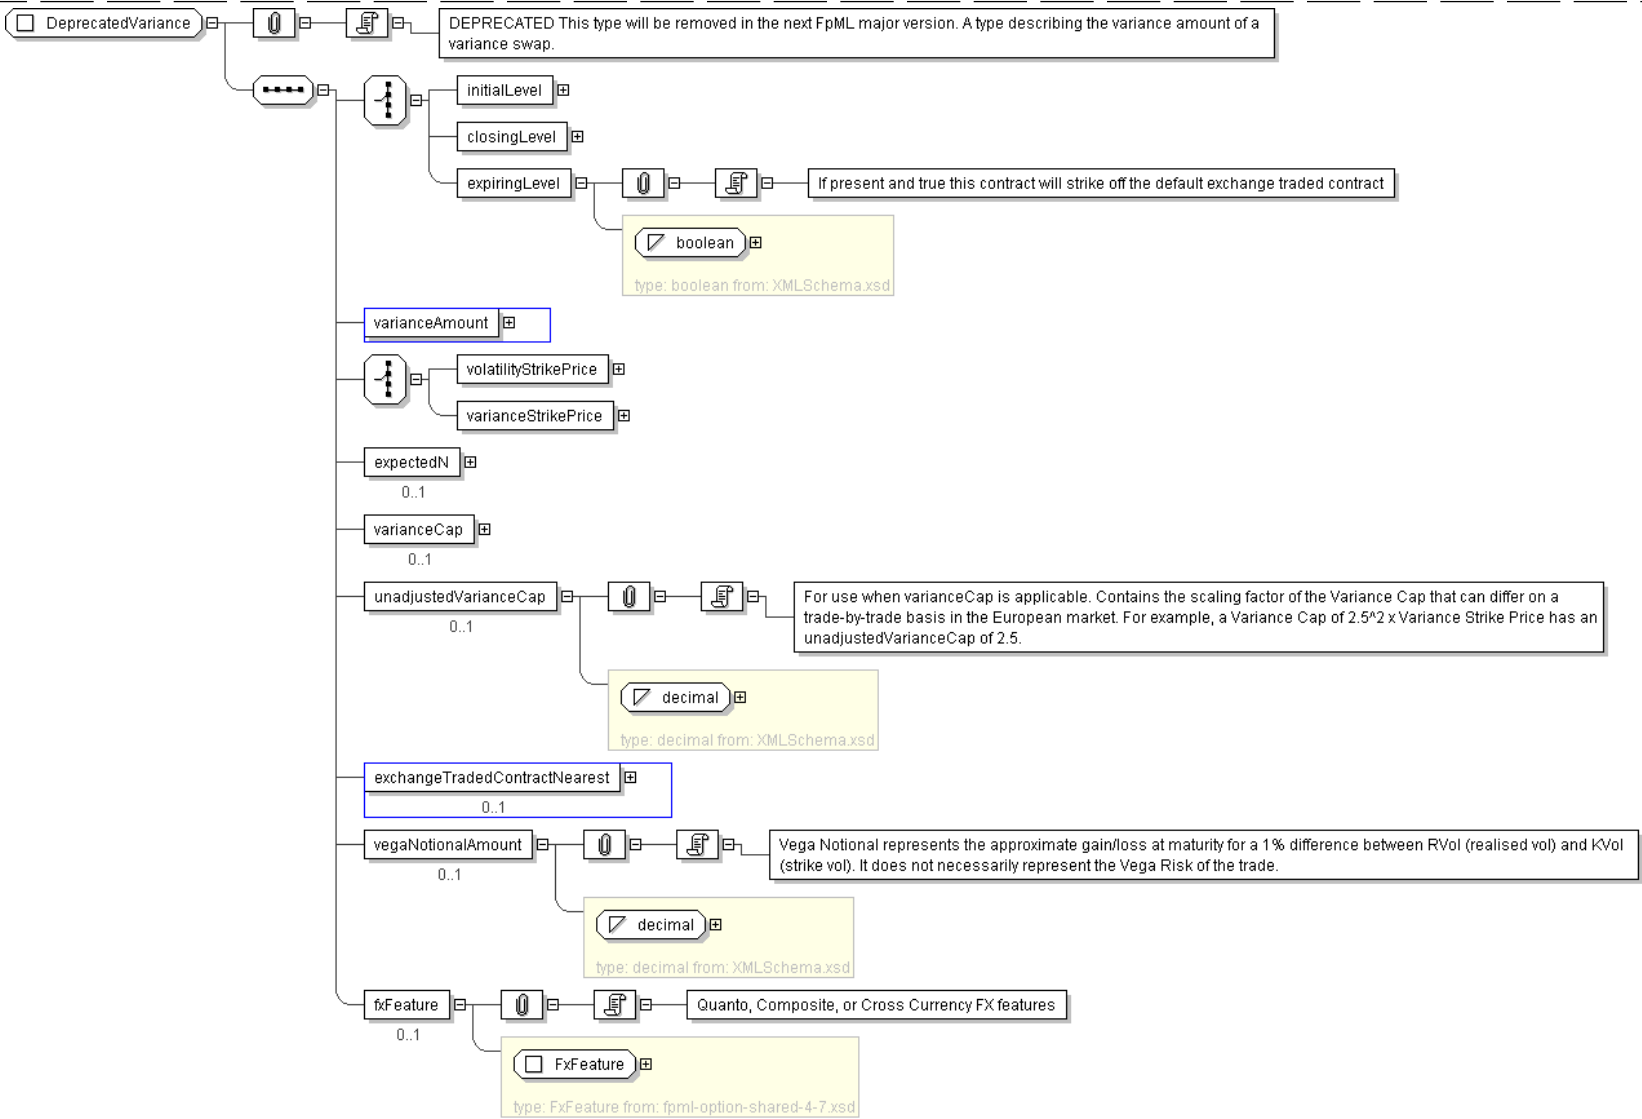 DeprecatedVariance
DEPRECATED This type will be removed in the next FpML major version. A type describing the variance amount of a
variance swap.
initialLevel
closingLevel
expiringLevel
If present and true this contract will strike off the default exchange traded contract
boolean
type: boolean from: XMLSchema.xsd
varianceAmount
volatilityStrikePrice
varianceStrikePrice
expectedN
0..1
varianceCap
0..1
unadjustedVarianceCap
0..1
For use when varianceCap is applicable. Contains the scaling factor of the Variance Cap that can differ on a
trade-by-trade basis in the European market. For example, a Variance Cap of 2.5^2 x Variance Strike Price has an
unadjustedVarianceCap of 2.5.
decimal
type: decimal from: XMLSchema.xsd
exchangeTradedContractNearest
0..1
vegaNotionalAmount
0..1
Vega Notional represents the approximate gain/loss at maturity for a 1% difference between RVol (realised vol) and KVol
(strike vol). It does not necessarily represent the Vega Risk of the trade.
decimal
type: decimal from: XMLSchema.xsd
fxFeature
0..1
Quanto, Composite, or Cross Currency FX features
FxFeature
type: FxFeature from: fpml-option-shared-4-7.xsd